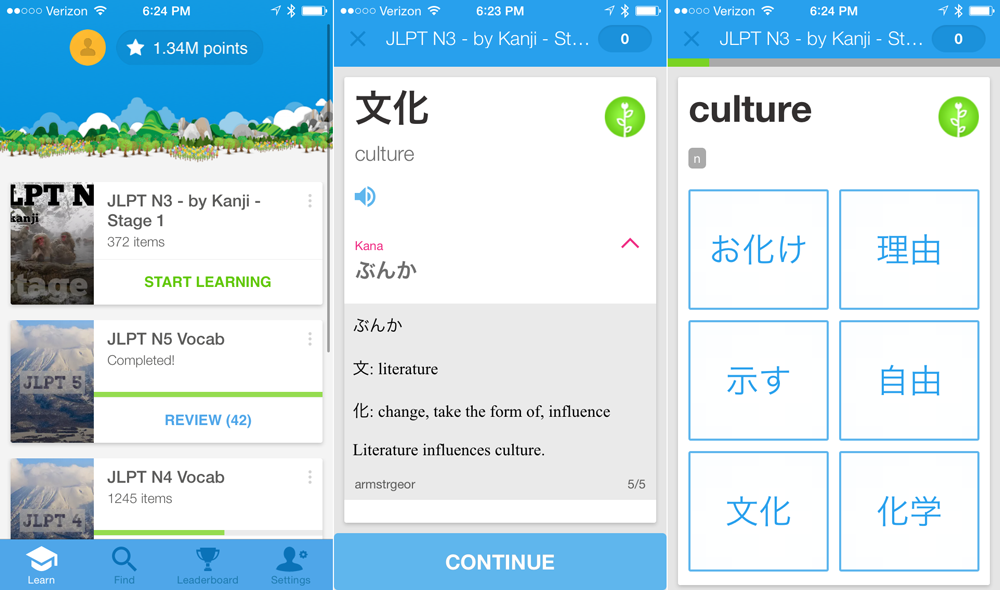 Verizon 6:24 PM
1.34M points
JLPT N
kanji
Stage
JLPT N3 - by Kanji -
Stage 1
372 items
START LEARNING
JLPT 5
JLPT N5 Vocab
Completed!
REVIEW (42)
JLPT 4
JLPT N4 Vocab
1245 items
Learn
Find
Leaderboard
Settings
Verizon 6:23 PM
JLPT N3 - by Kanji - St...
0
文化
culture
Kana
ぶんか
ぶんか
文: literature
化: change, take the form of, influence
Literature influences culture.
armstrgeor 5/5
CONTINUE
Verizon 6:24 PM
JLPT N3 - by Kanji - St...
0
culture
n
お化け
理由
示す
自由
文化
化学